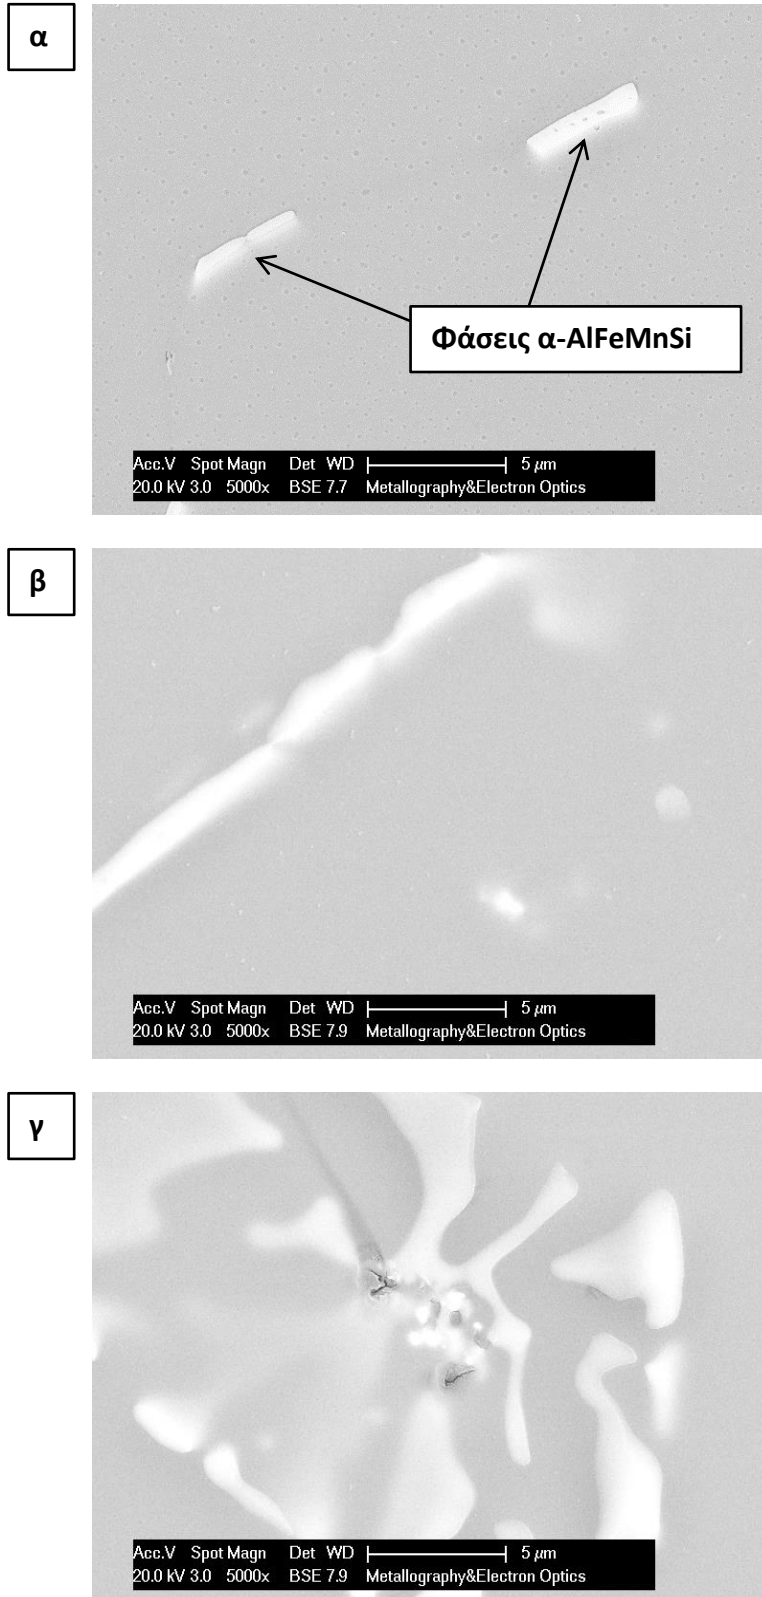 α
Φάσεις α-AlFeMnSi
Acc.V Spot Magn Det WD 5 μm
20.0 kV 3.0 5000x BSE 7.7 Metallography&Electron Optics
β
Acc.V Spot Magn Det WD 5 μm
20.0 kV 3.0 5000x BSE 7.9 Metallography&Electron Optics
γ
Acc.V Spot Magn Det WD 5 μm
20.0 kV 3.0 5000x BSE 7.9 Metallography&Electron Optics